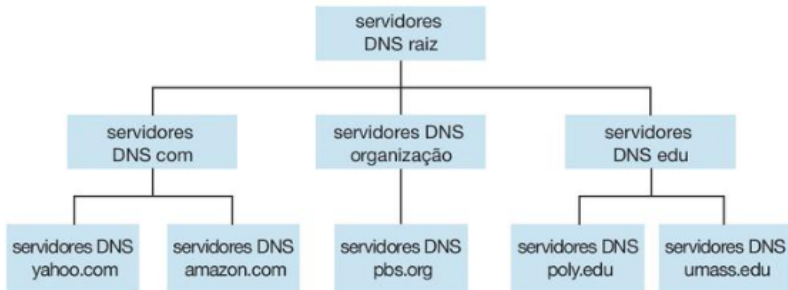 servidores
DNS raiz
servidores
DNS com
servidores DNS
organização
servidores
DNS edu
servidores DNS
yahoo.com
servidores DNS
amazon.com
servidores DNS
pbs.org
servidores DNS
poly.edu
servidores DNS
umass.edu